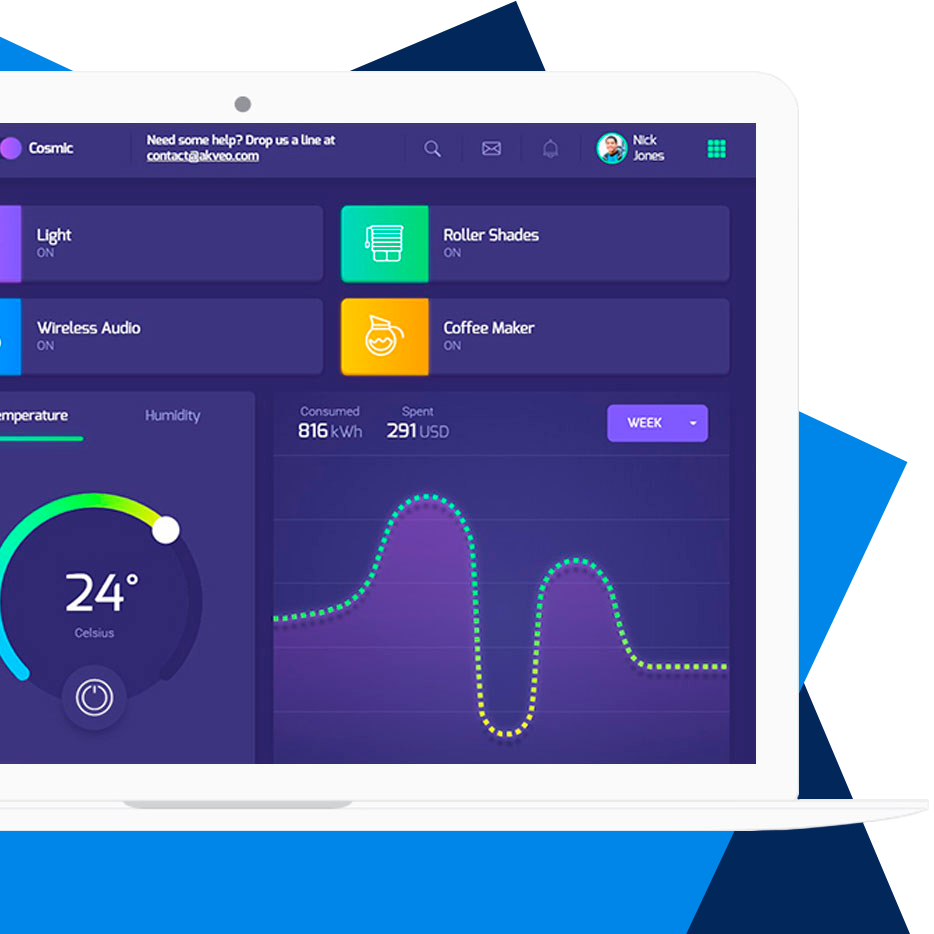 Cosmic
Need some help? Drop us a line at
contact@akveo.com
Nick
Jones
Light
ON
Roller Shades
ON
Wireless Audio
ON
Coffee Maker
ON
emperature
Humidity
Consumed
816 kWh
Spent
291 USD
WEEK
24°
Celsius